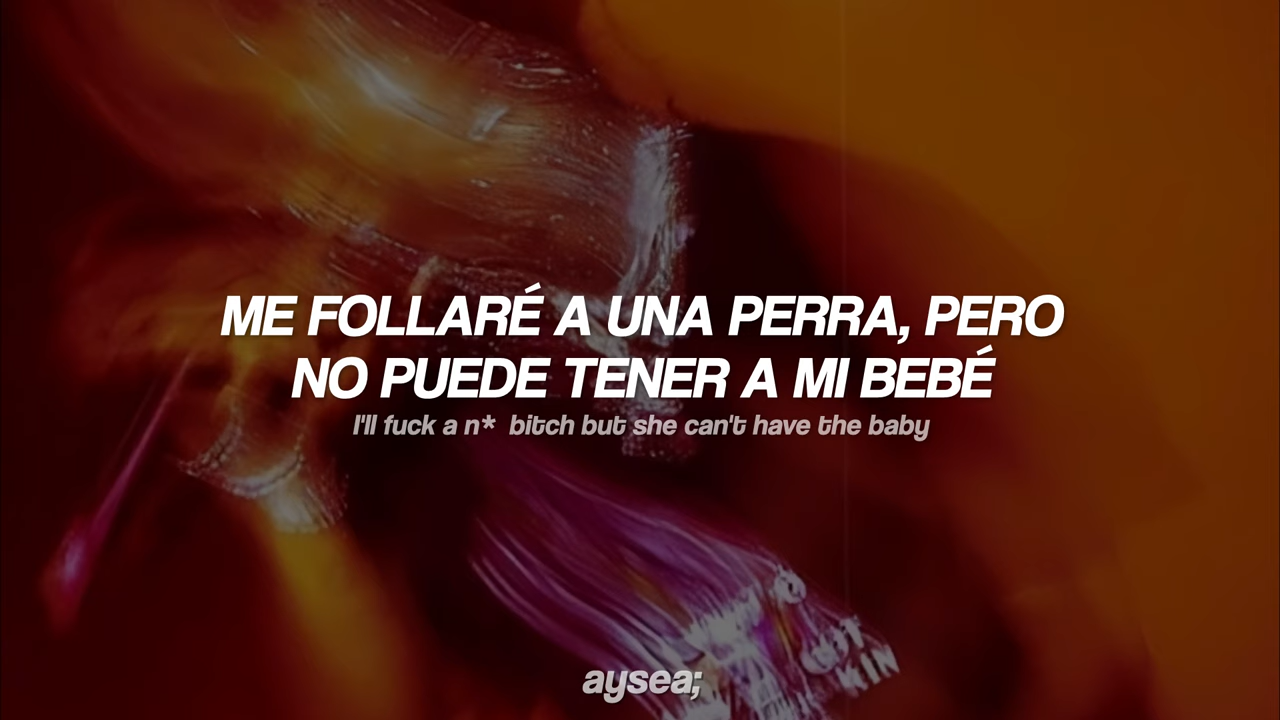 ME FOLLARÉ A UNA PERRA, PERO
NO PUEDE TENER A MI BEBÉ
I'll fuck a n* bitch but she can't have the baby
aysea;